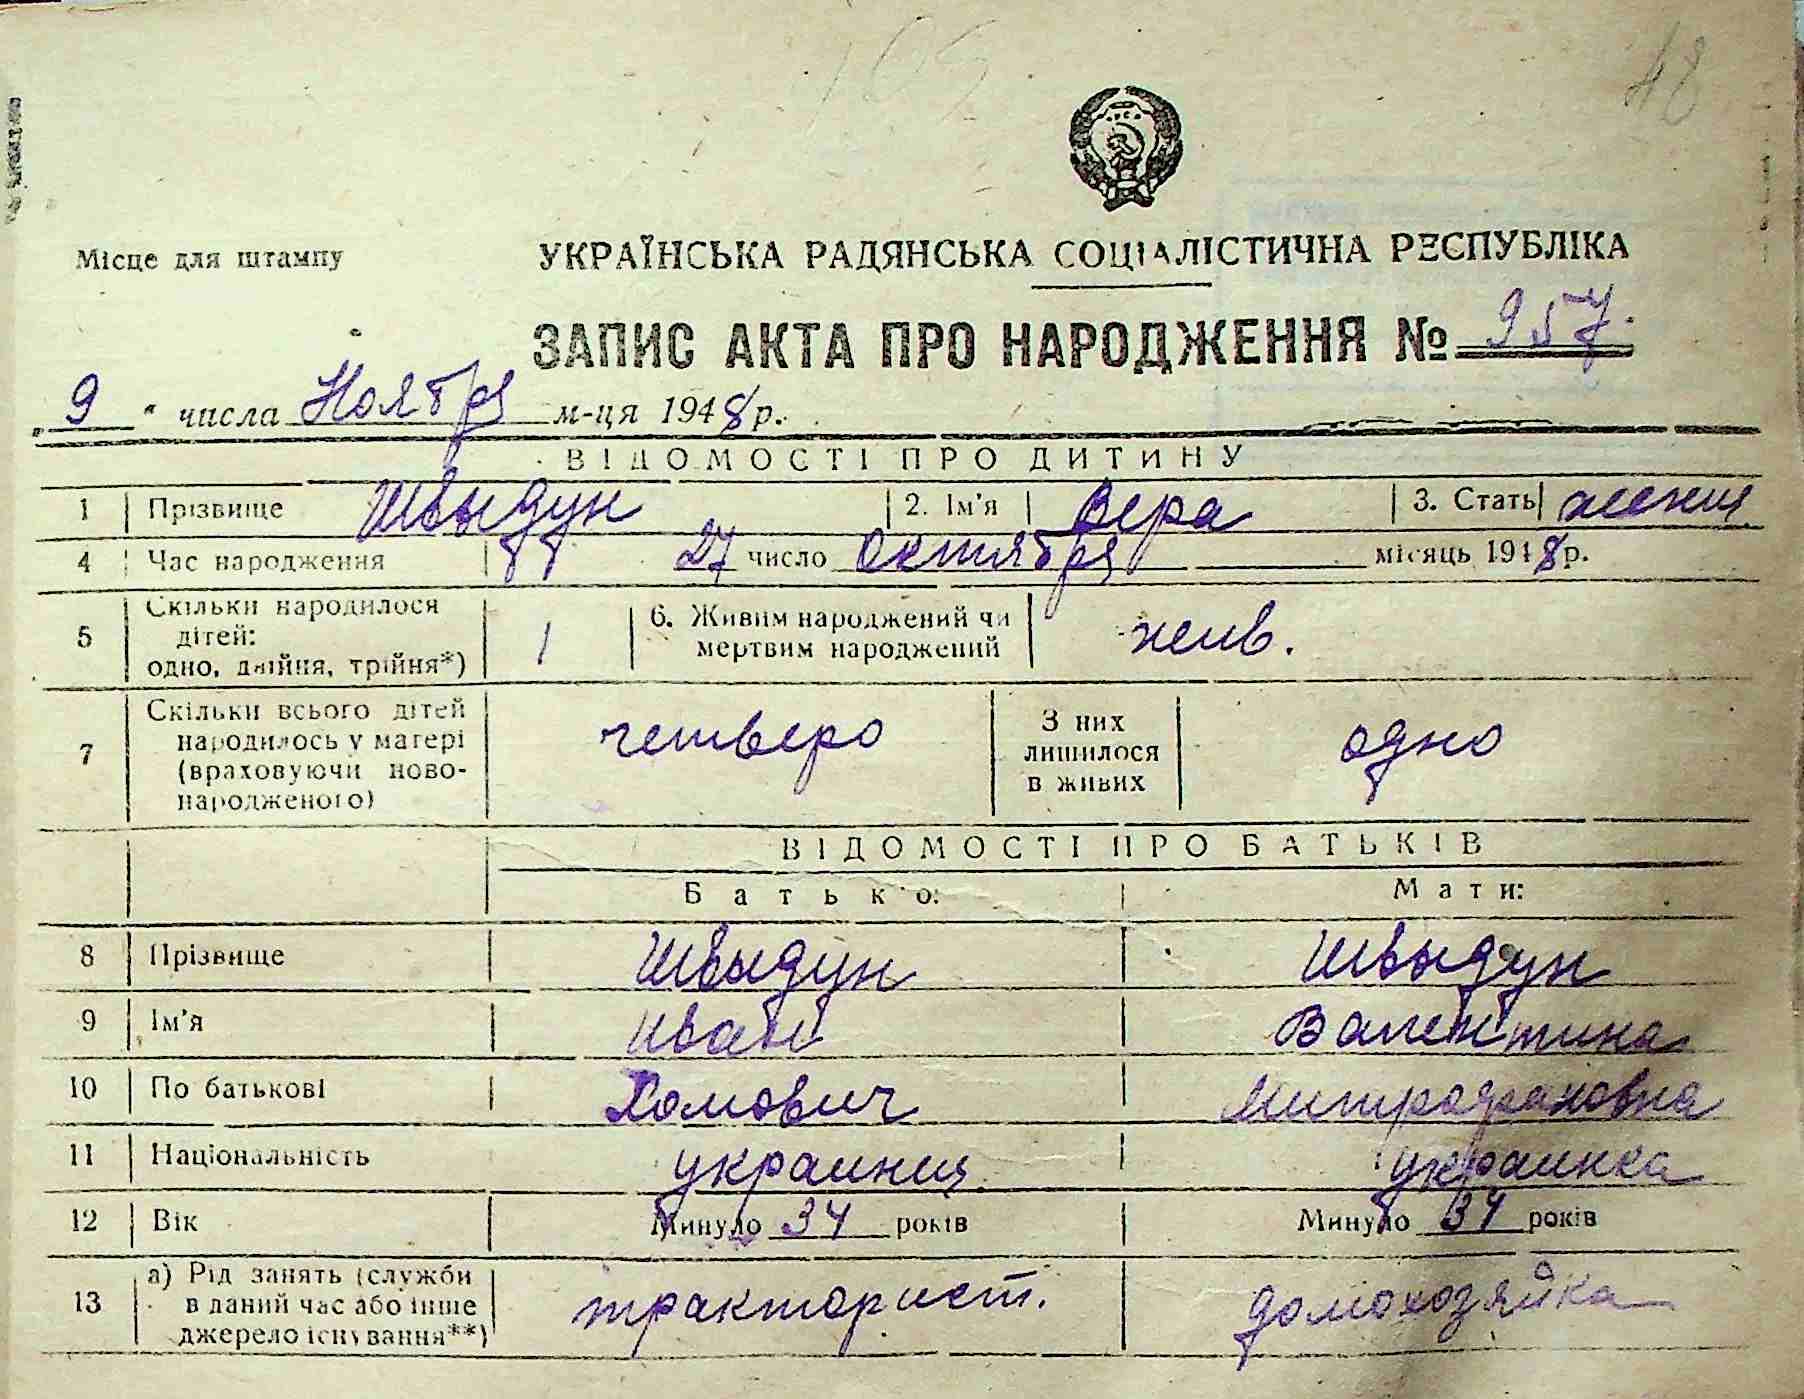 105
48
Місце для штампу
УКРАЇНСЬКА РАДЯНСЬКА СОЦІАЛІСТИЧНА РЕСПУБЛІКА
ЗАПИС АКТА ПРО НАРОДЖЕННЯ № 957.
„9" числа Ноября м-ця 1948 р.
ВІДОМОСТІ ПРО ДИТИНУ
1 Прізвище Швыдун 2. Ім'я Вера 3. Стать женск
4 Час народження 27 число Октября місяць 1948 р.
5 Скільки народилося дітей: одно, двійня, трійня*) 1 6. Живим народжений чи мертвим народжений жив.
7 Скільки всього дітей народилось у матері (враховуючи новонародженого) четверо З них лишилося в живих одно
ВІДОМОСТІ ПРО БАТЬКІВ
Батько: Мати:
8 Прізвище Швыдун Швыдун
9 Ім'я Иван Валентина
10 По батькові Хомович Митрофановна
11 Національність украинец украинка
12 Вік Минуло 34 років Минуло 34 років
13 а) Рід занять (служби в даний час або інше джерело існування**) тракторист. домохозяйка